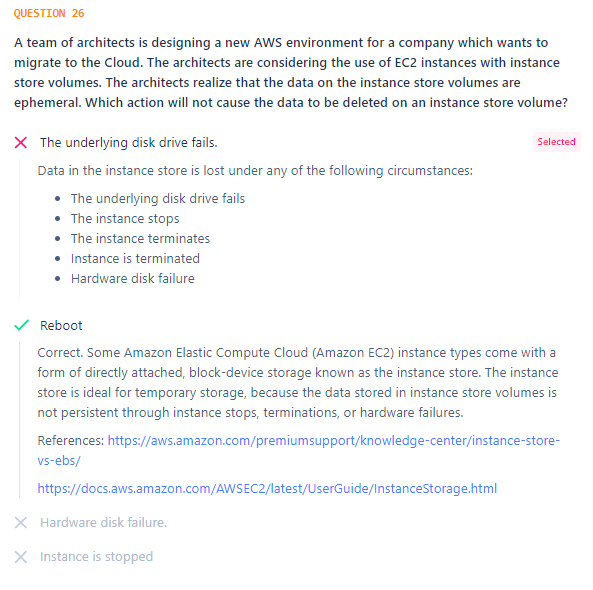 QUESTION 26
A team of architects is designing a new AWS environment for a company which wants to
migrate to the Cloud. The architects are considering the use of EC2 instances with instance
store volumes. The architects realize that the data on the instance store volumes are
ephemeral. Which action will not cause the data to be deleted on an instance store volume?
The underlying disk drive fails.
Selected
Data in the instance store is lost under any of the following circumstances:
• The underlying disk drive fails
• The instance stops
• The instance terminates
• Instance is terminated
• Hardware disk failure
Reboot
Correct. Some Amazon Elastic Compute Cloud (Amazon EC2) instance types come with a
form of directly attached, block-device storage known as the instance store. The instance
store is ideal for temporary storage, because the data stored in instance store volumes is
not persistent through instance stops, terminations, or hardware failures.
References: https://aws.amazon.com/premiumsupport/knowledge-center/instance-store-
vs-ebs/
https://docs.aws.amazon.com/AWSEC2/latest/UserGuide/InstanceStorage.html
Hardware disk failure.
Instance is stopped